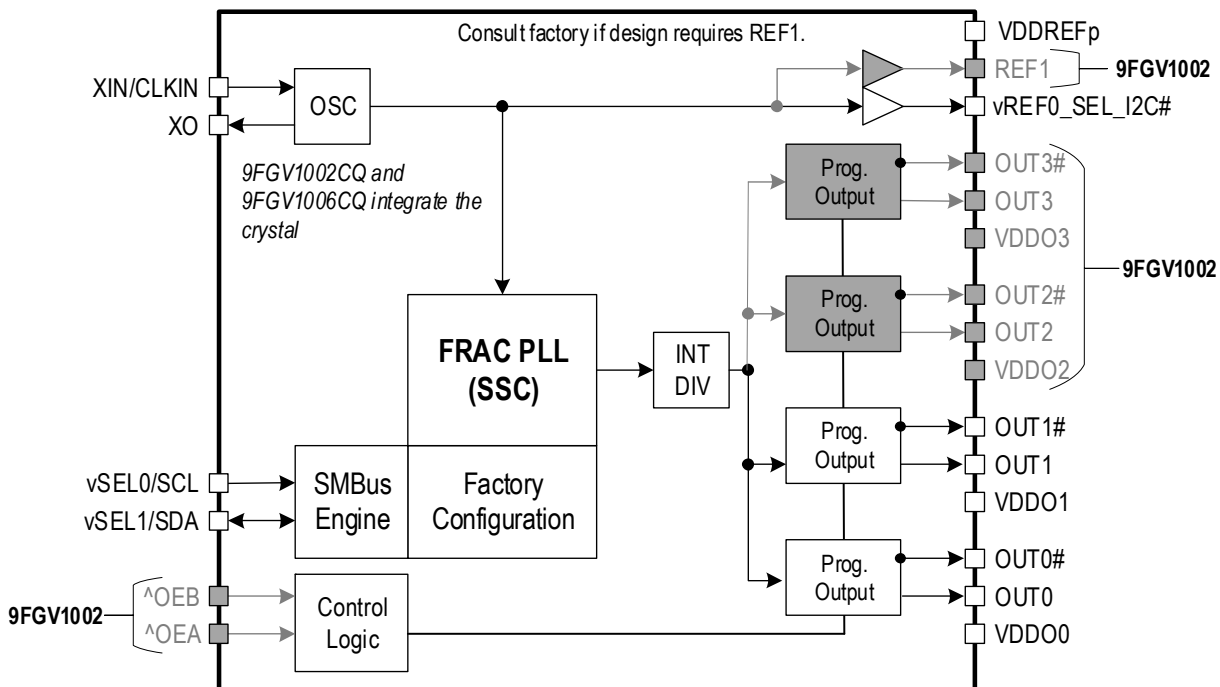 Consult factory if design requires REF1.
VDDREFp
REF1
9FGV1002
vREF0_SEL_I2C#
XIN/CLKIN
XO
OSC
9FGV1002CQ and
9FGV1006CQ integrate the
crystal
Prog.
Output
OUT3#
OUT3
VDDO3
9FGV1002
Prog.
Output
OUT2#
OUT2
VDDO2
FRAC PLL
(SSC)
INT
DIV
Prog.
Output
OUT1#
OUT1
VDDO1
vSEL0/SCL
vSEL1/SDA
SMBus
Engine
Factory
Configuration
Prog.
Output
OUT0#
OUT0
VDDO0
9FGV1002
^OEB
^OEA
Control
Logic